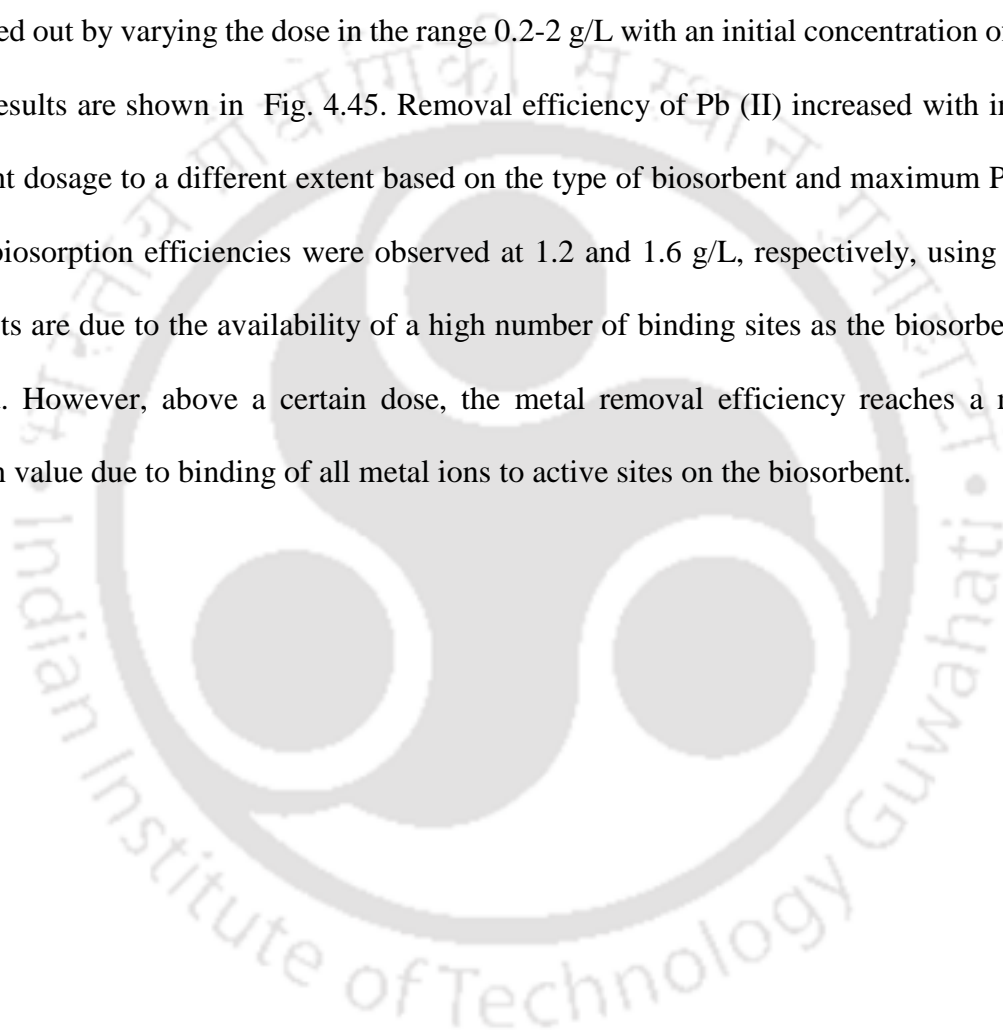 ed out by varying the dose in the range 0.2-2 g/L with an initial concentration o
esults are shown in Fig. 4.45. Removal efficiency of Pb (II) increased with in
nt dosage to a different extent based on the type of biosorbent and maximum P
biosorption efficiencies were observed at 1.2 and 1.6 g/L, respectively, using
ts are due to the availability of a high number of binding sites as the biosorbe
. However, above a certain dose, the metal removal efficiency reaches a
n value due to binding of all metal ions to active sites on the biosorbent.
Indian Institute of Technology Guwahati